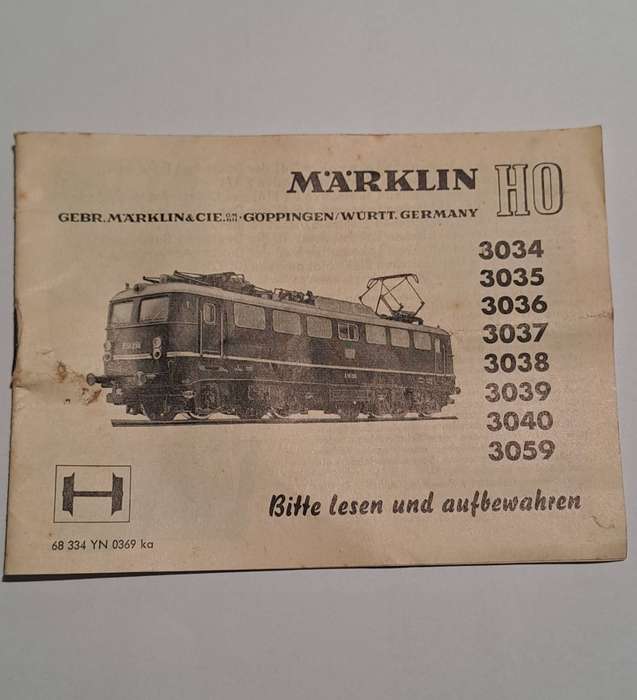 MÄRKLIN HO
GEBR. MÄRKLIN & CIE. GÖPPINGEN/WÜRTT. GERMANY
3034
3035
3036
3037
3038
3039
3040
3059
Bitte lesen und aufbewahren
68 334 YN 0369 ka